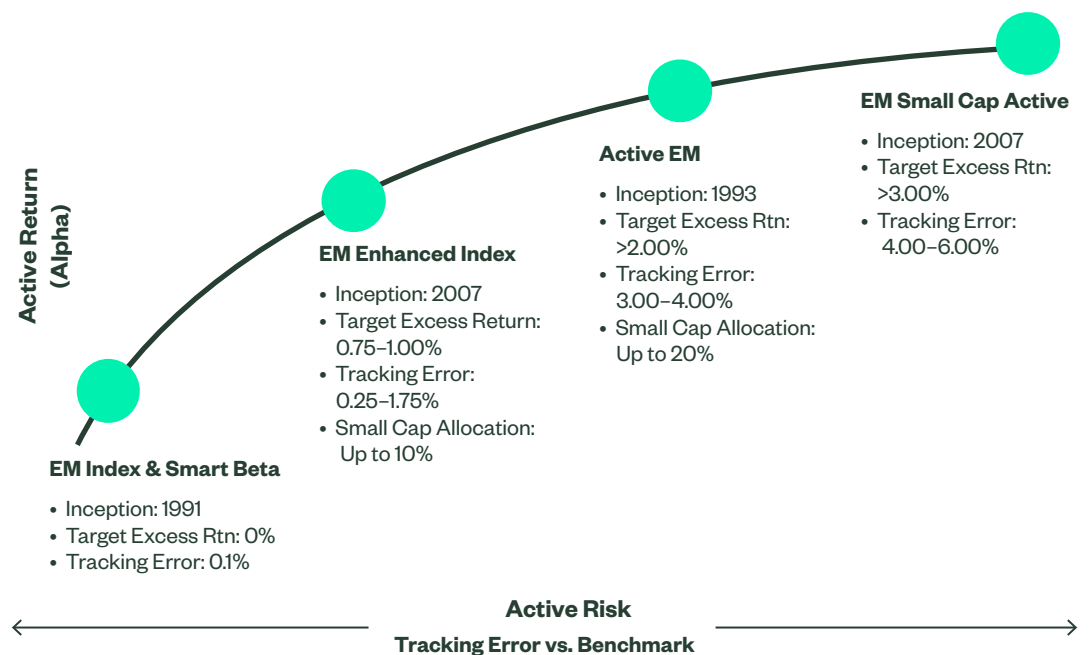 Active Return
(Alpha)
EM Index & Smart Beta
• Inception: 1991
• Target Excess Rtn: 0%
• Tracking Error: 0.1%
EM Enhanced Index
• Inception: 2007
• Target Excess Return:
0.75–1.00%
• Tracking Error:
0.25–1.75%
• Small Cap Allocation:
Up to 10%
Active EM
• Inception: 1993
• Target Excess Rtn:
>2.00%
• Tracking Error:
3.00–4.00%
• Small Cap Allocation:
Up to 20%
EM Small Cap Active
• Inception: 2007
• Target Excess Rtn:
>3.00%
• Tracking Error:
4.00–6.00%
Active Risk
Tracking Error vs. Benchmark